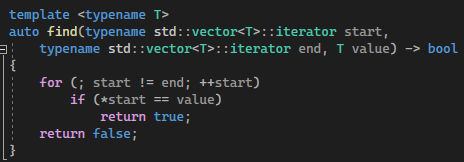 template <typename T>
auto find(typename std::vector<T>::iterator start,
    typename std::vector<T>::iterator end, T value) -> bool
{
    for (; start != end; ++start)
        if (*start == value)
            return true;
    return false;
}